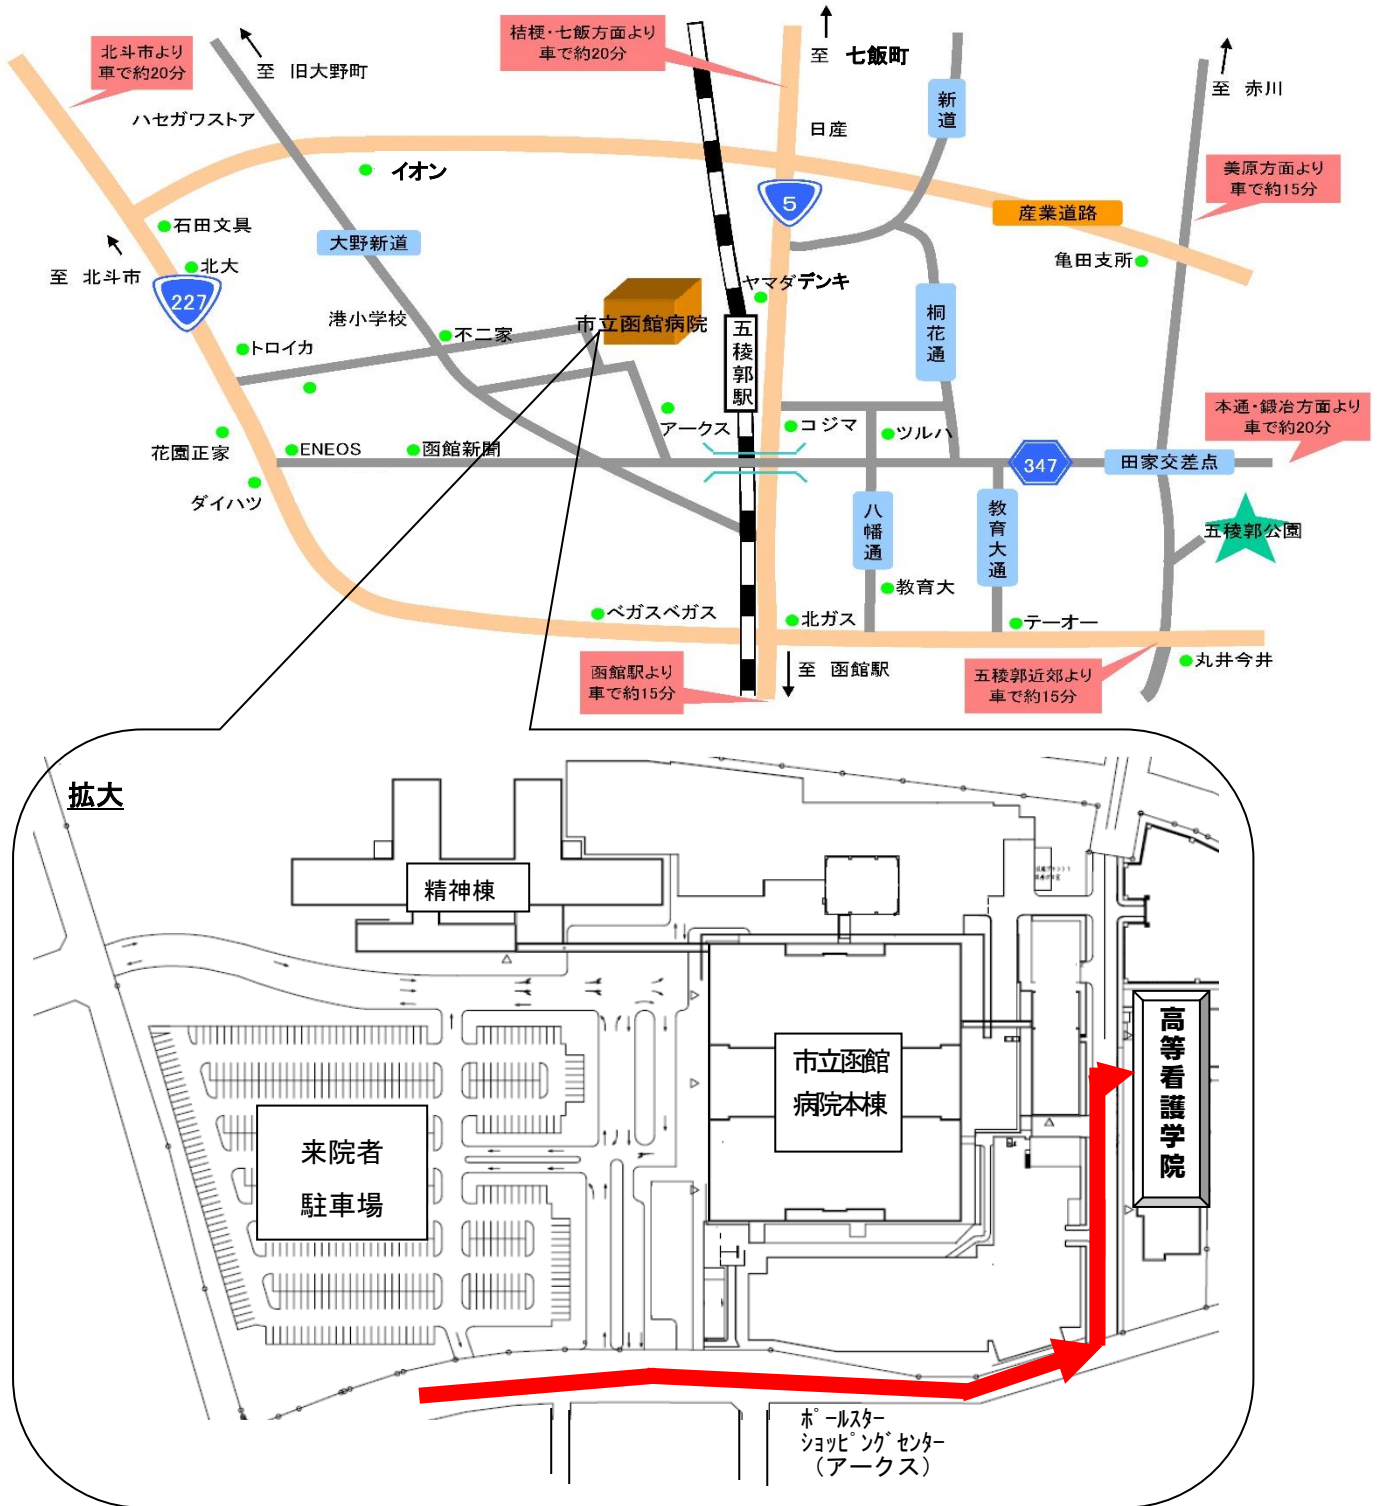 北斗市より
車で約20分
至 旧大野町
桔梗・七飯方面より
車で約20分
至 七飯町
新道
至 赤川
ハセガワストア
日産
イオン
美原方面より
車で約15分
5
産業道路
石田文具
大野新道
至 北斗市
北大
亀田支所
227
ヤマダデンキ
桐花通
港小学校
市立函館病院
不二家
トロイカ
五稜郭駅
本通・鍛冶方面より
車で約20分
アークス
コジマ
ツルハ
花園正家
ENEOS
函館新聞
347
田家交差点
ダイハツ
八幡通
教育大通
五稜郭公園
教育大
ベガスベガス
北ガス
テーオー
函館駅より
車で約15分
至 函館駅
五稜郭近郊より
車で約15分
丸井今井
拡大
精神棟
高等看護学院
市立函館
病院本棟
来院者
駐車場
ポールスター
ショッピングセンター
（アークス）